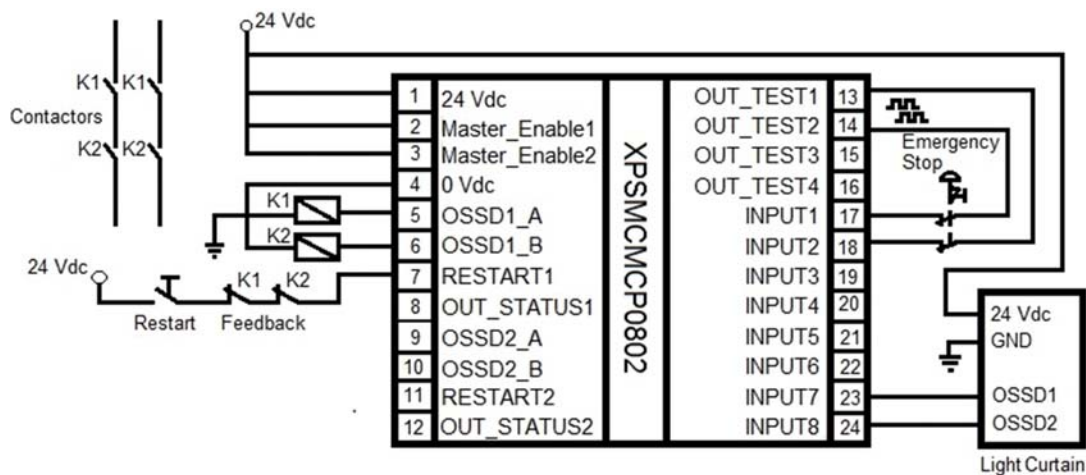 24 Vdc
K1 K1
Contactors
K2 K2
1 24 Vdc
2 Master_Enable1
3 Master_Enable2
4 0 Vdc
K1
5 OSSD1_A
K2
6 OSSD1_B
24 Vdc
7 RESTART1
K1 K2
Restart Feedback
8 OUT_STATUS1
9 OSSD2_A
10 OSSD2_B
11 RESTART2
12 OUT_STATUS2
XPSMCMCP0802
OUT_TEST1 13
OUT_TEST2 14
OUT_TEST3 15
OUT_TEST4 16
INPUT1 17
INPUT2 18
INPUT3 19
INPUT4 20
INPUT5 21
INPUT6 22
INPUT7 23
INPUT8 24
Emergency
Stop
24 Vdc
GND
OSSD1
OSSD2
Light Curtain